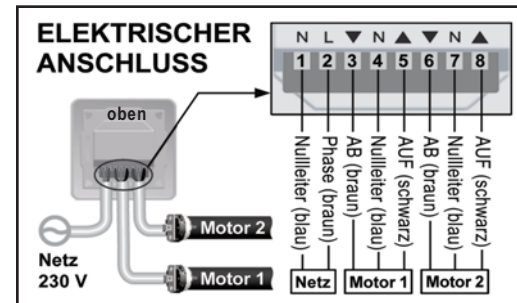 ELEKTRISCHER
ANSCHLUSS
N L ▼ N ▲ ▼ N ▲
1 2 3 4 5 6 7 8
oben
Nullleiter (blau)
Phase (braun)
AB (braun)
Nullleiter (blau)
AUF (schwarz)
AB (braun)
Nullleiter (blau)
AUF (schwarz)
Motor 2
Motor 1
Netz
230 V
Netz Motor 1 Motor 2